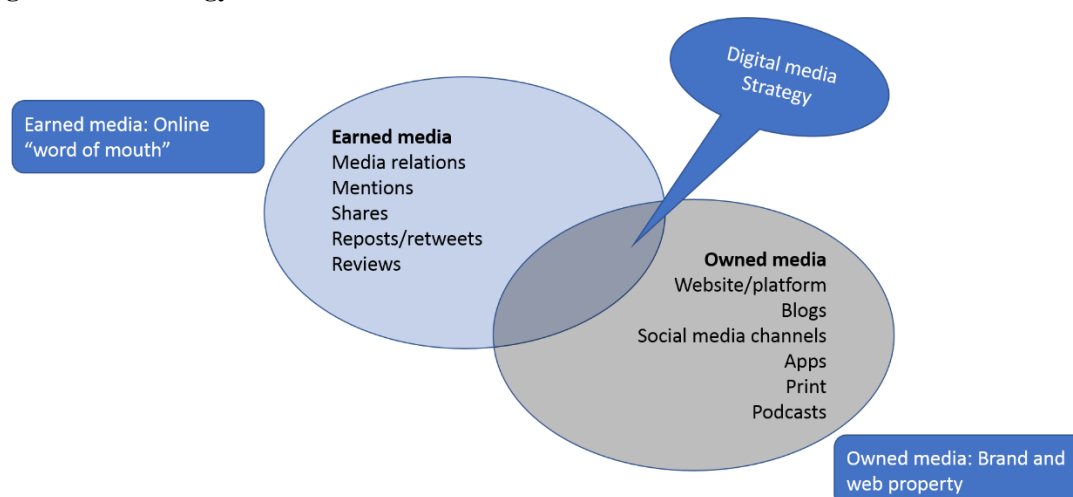 Digital media
Strategy
Earned media: Online
“word of mouth”
Earned media
Media relations
Mentions
Shares
Reposts/retweets
Reviews
Owned media
Website/platform
Blogs
Social media channels
Apps
Print
Podcasts
Owned media: Brand and
web property